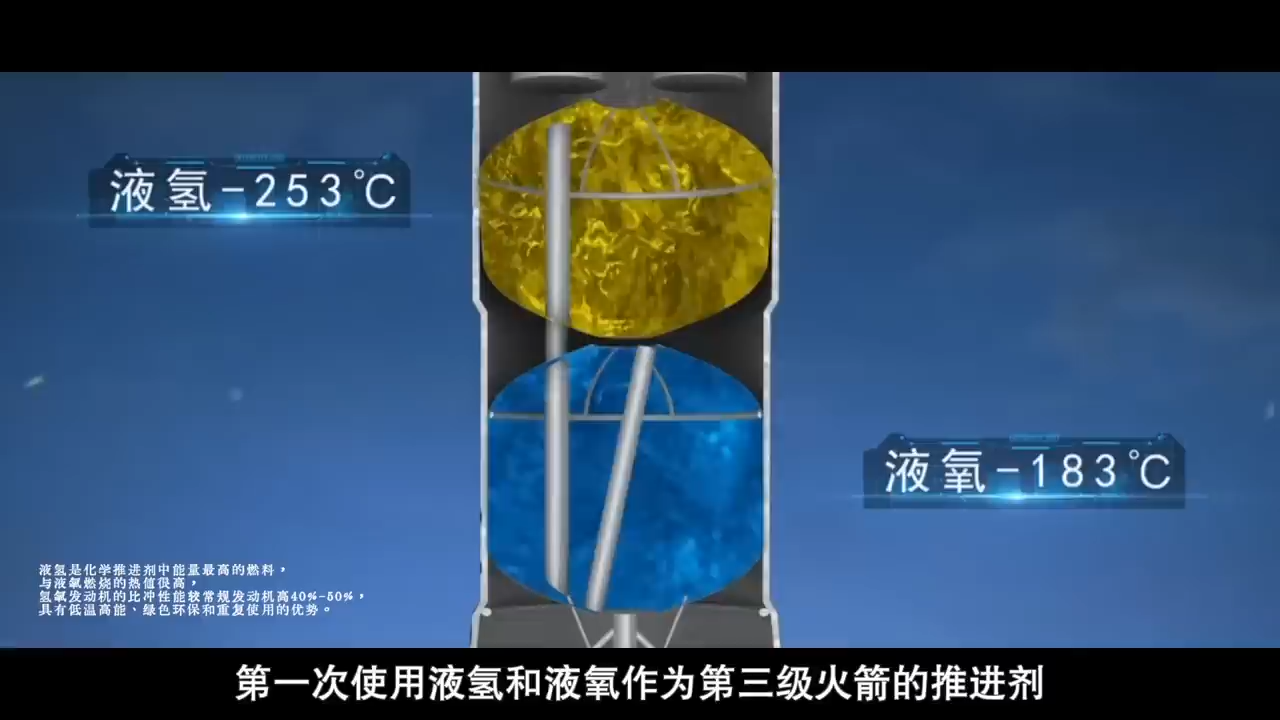 液氢-253℃
液氧-183℃
液氢是化学推进剂中能量最高的燃料，
与液氧燃烧的热值很高，
氢氧发动机的比冲性能较常规发动机高40%-50%，
具有低温高能、绿色环保和重复使用的优势。
第一次使用液氢和液氧作为第三级火箭的推进剂